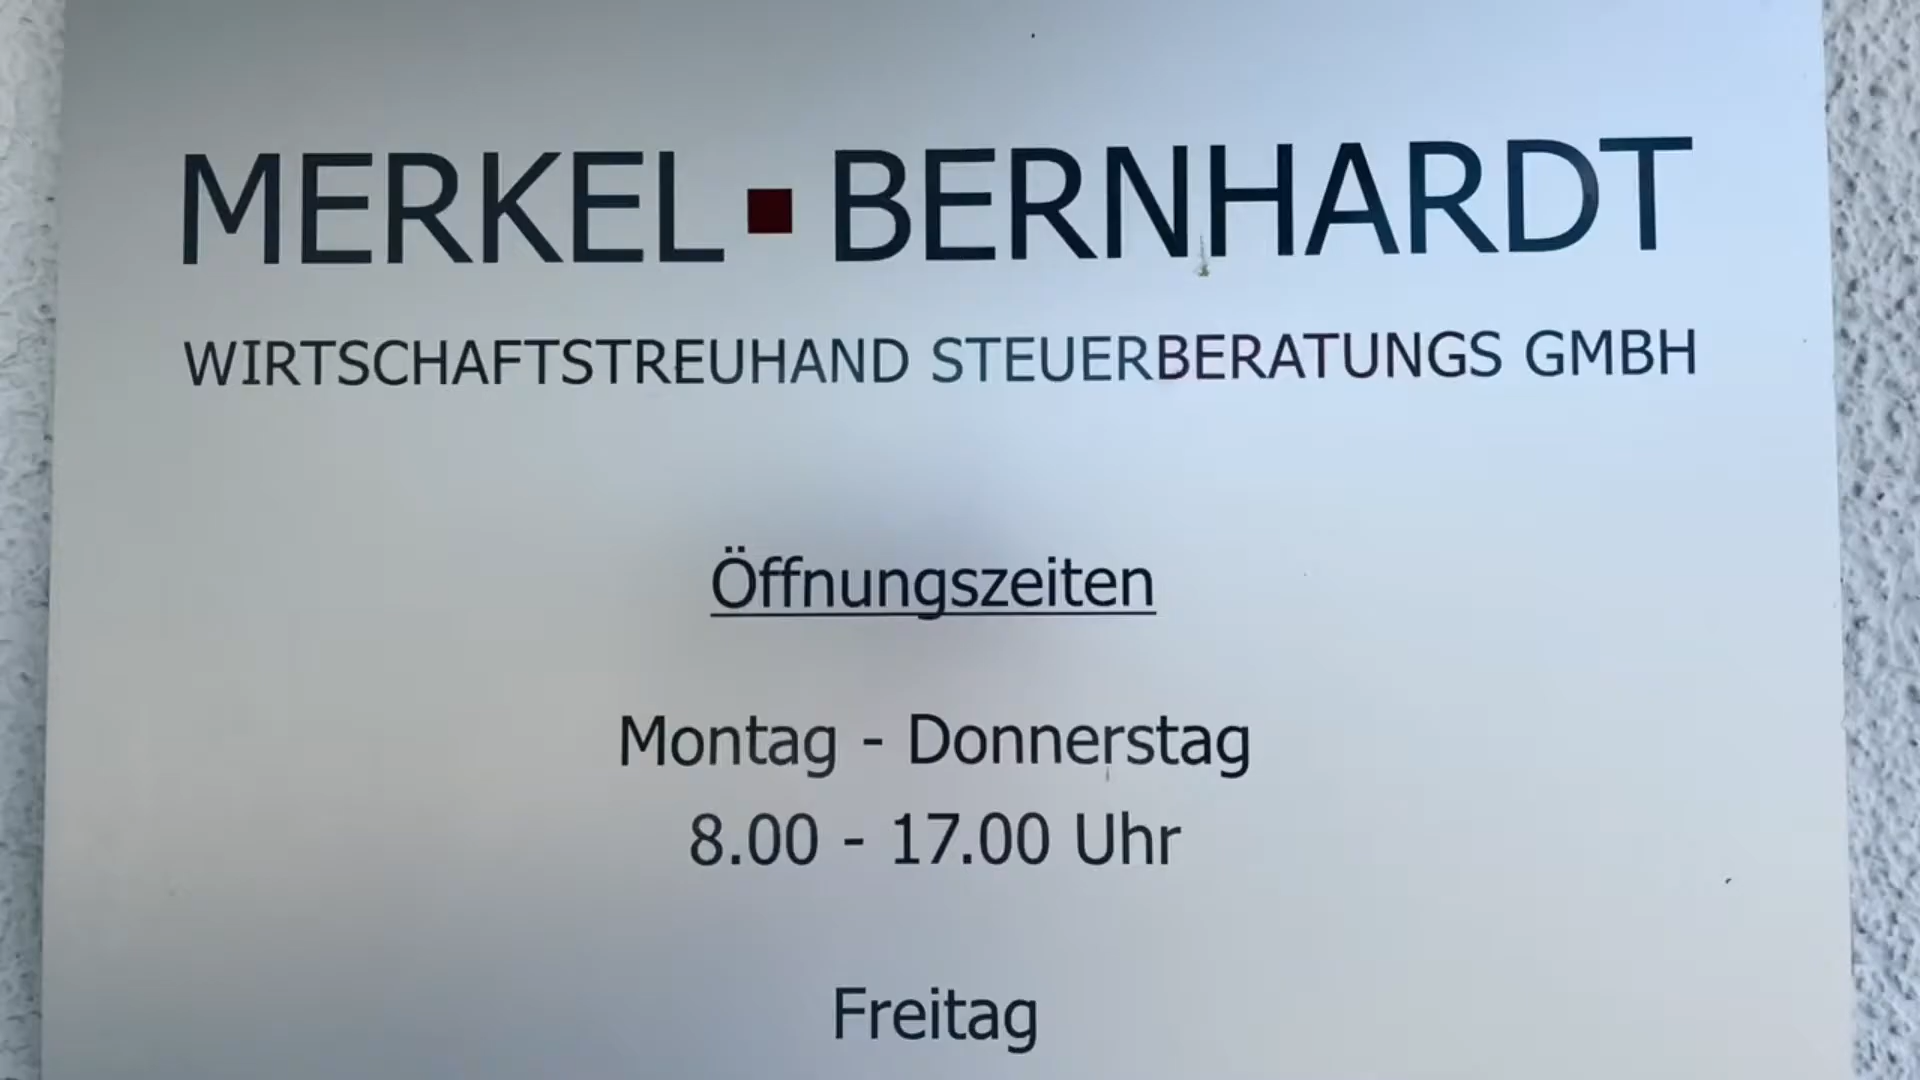 MERKEL ▪ BERNHARDT
WIRTSCHAFTSTREUHAND STEUERBERATUNGS GMBH
Öffnungszeiten
Montag - Donnerstag
8.00 - 17.00 Uhr
Freitag